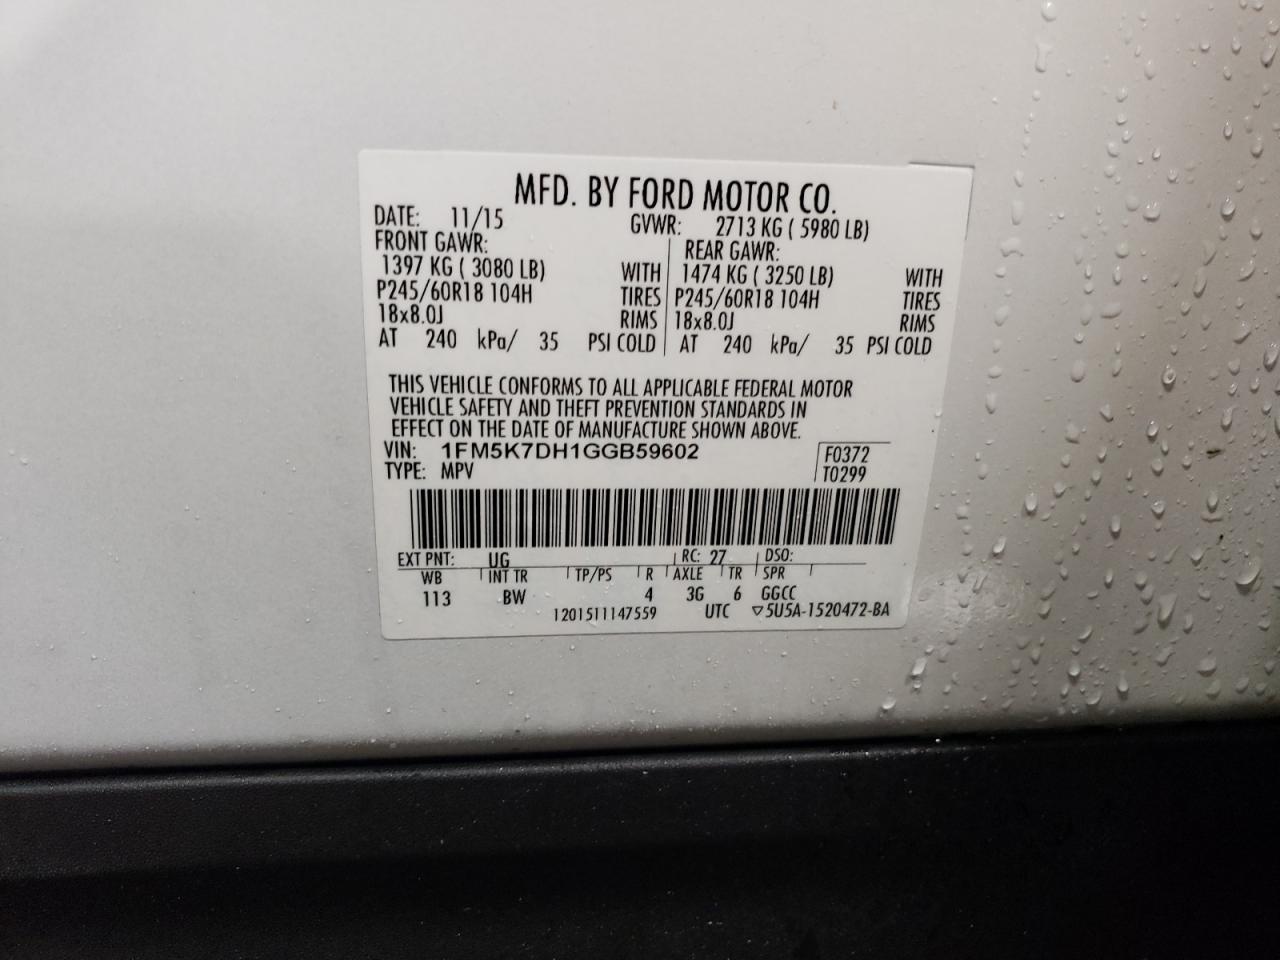 MFD. BY FORD MOTOR CO.
DATE: 11/15 GVWR: 2713 KG ( 5980 LB)
FRONT GAWR: REAR GAWR:
1397 KG ( 3080 LB) WITH 1474 KG ( 3250 LB) WITH
P245/60R18 104H TIRES P245/60R18 104H TIRES
18x8.0J RIMS 18x8.0J RIMS
AT 240 kPa/ 35 PSI COLD AT 240 kPa/ 35 PSI COLD
THIS VEHICLE CONFORMS TO ALL APPLICABLE FEDERAL MOTOR
VEHICLE SAFETY AND THEFT PREVENTION STANDARDS IN
EFFECT ON THE DATE OF MANUFACTURE SHOWN ABOVE.
VIN: 1FM5K7DH1GGB59602 F0372
TYPE: MPV T0299
EXT PNT: UG RC: 27 DSO:
WB INT TR TP/PS R AXLE TR SPR
113 BW 4 3G 6 GGCC
1201511147559 UTC ▽5U5A-1520472-BA